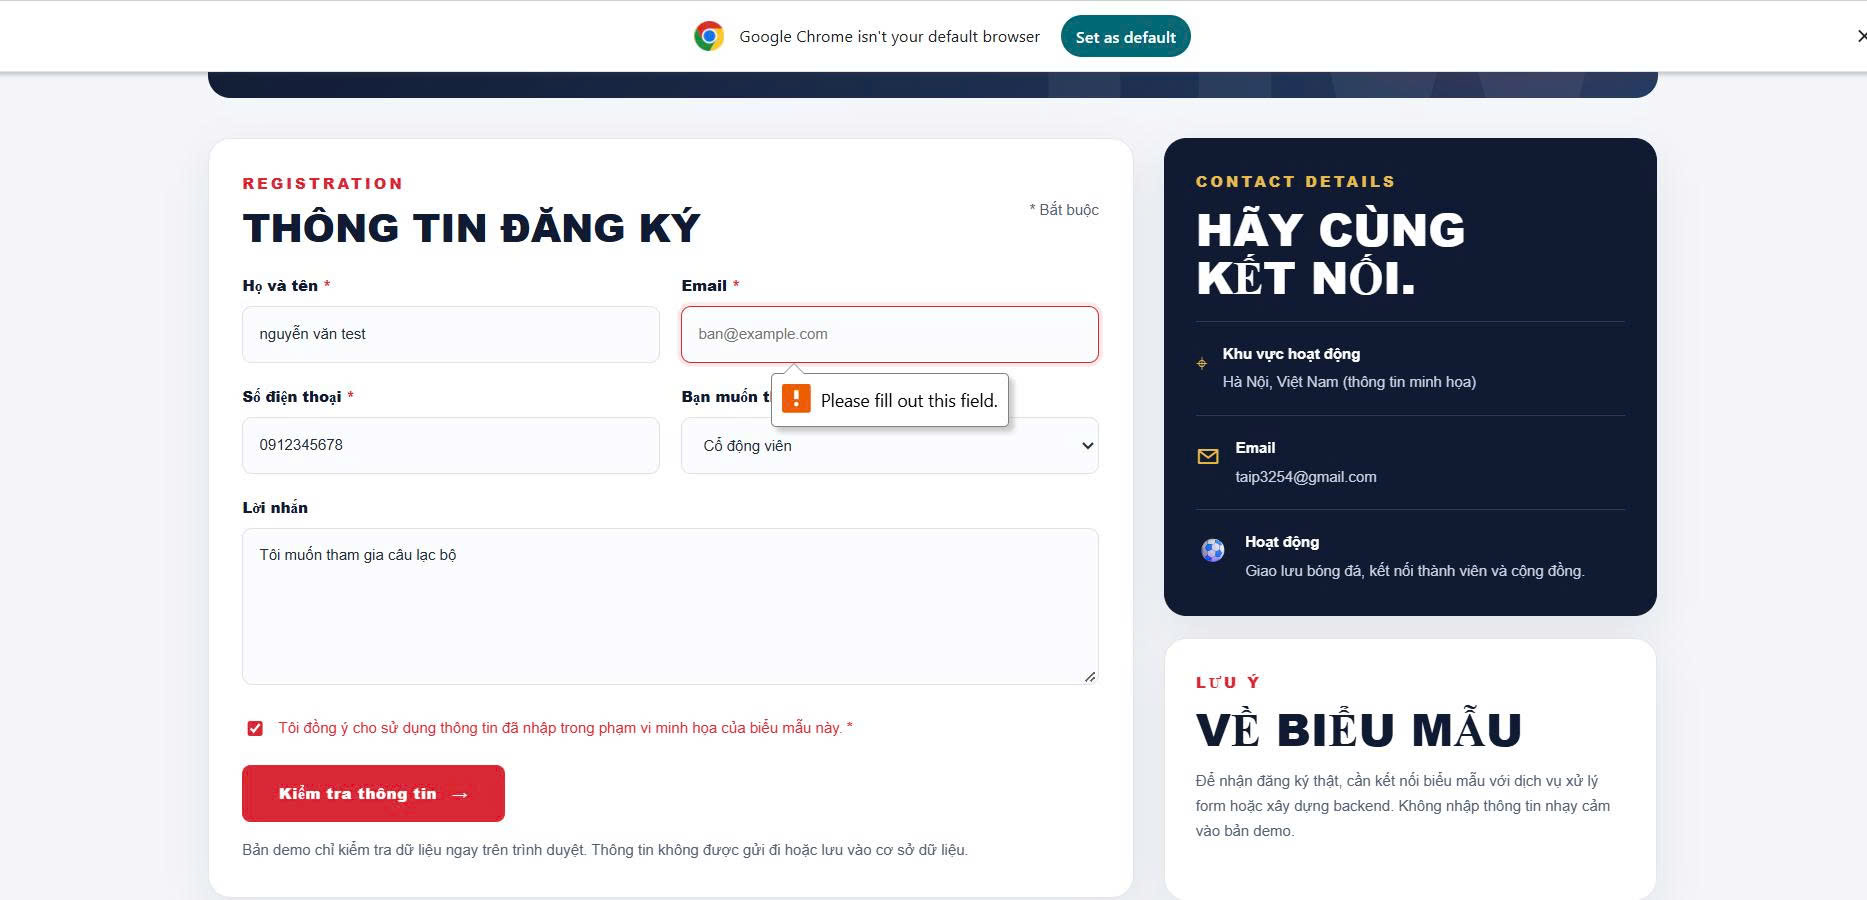 Google Chrome isn't your default browser
Set as default
REGISTRATION
THÔNG TIN ĐĂNG KÝ
* Bắt buộc
Họ và tên *
nguyễn văn test
Email *
ban@example.com
Please fill out this field.
Số điện thoại *
0912345678
Bạn muốn
Cổ động viên
Lời nhắn
Tôi muốn tham gia câu lạc bộ
Tôi đồng ý cho sử dụng thông tin đã nhập trong phạm vi minh họa của biểu mẫu này. *
Kiểm tra thông tin →
Bản demo chỉ kiểm tra dữ liệu ngay trên trình duyệt. Thông tin không được gửi đi hoặc lưu vào cơ sở dữ liệu.
CONTACT DETAILS
HÃY CÙNG
KẾT NỐI.
Khu vực hoạt động
Hà Nội, Việt Nam (thông tin minh họa)
Email
taip3254@gmail.com
Hoạt động
Giao lưu bóng đá, kết nối thành viên và cộng đồng.
LƯU Ý
VỀ BIỂU MẪU
Để nhận đăng ký thật, cần kết nối biểu mẫu với dịch vụ xử lý
form hoặc xây dựng backend. Không nhập thông tin nhạy cảm
vào bản demo.